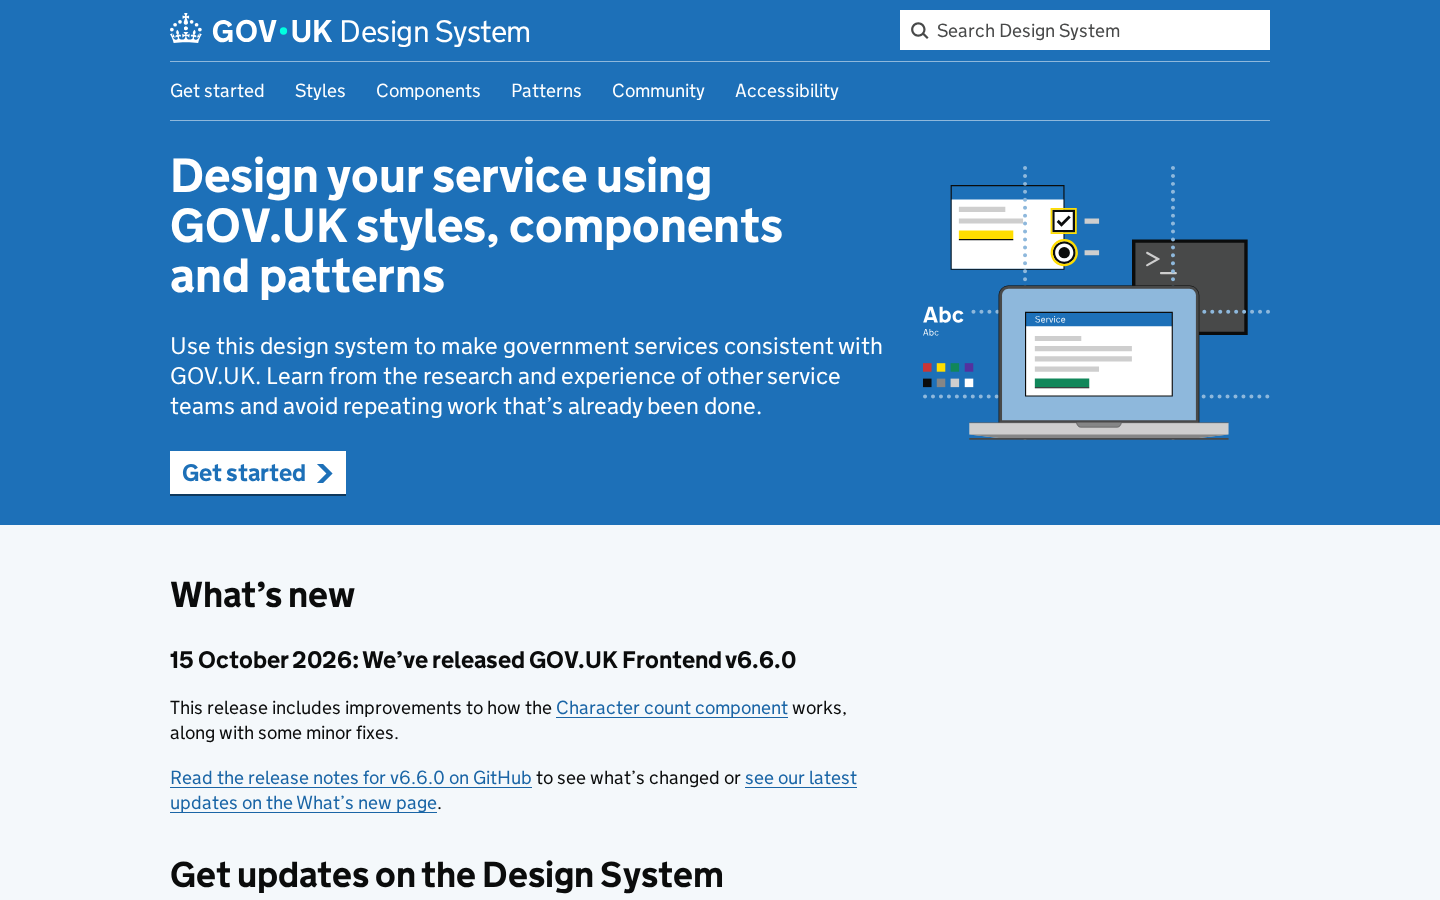 GOV•UK Design System
Search Design System
Get started Styles Components Patterns Community Accessibility
Design your service using
GOV.UK styles, components
and patterns
Use this design system to make government services consistent with
GOV.UK. Learn from the research and experience of other service
teams and avoid repeating work that’s already been done.
Get started
>_
Abc
Abc
Service
What’s new
15 October 2026: We’ve released GOV.UK Frontend v6.6.0
This release includes improvements to how the Character count component works,
along with some minor fixes.
Read the release notes for v6.6.0 on GitHub to see what’s changed or see our latest
updates on the What’s new page.
Get updates on the Design System